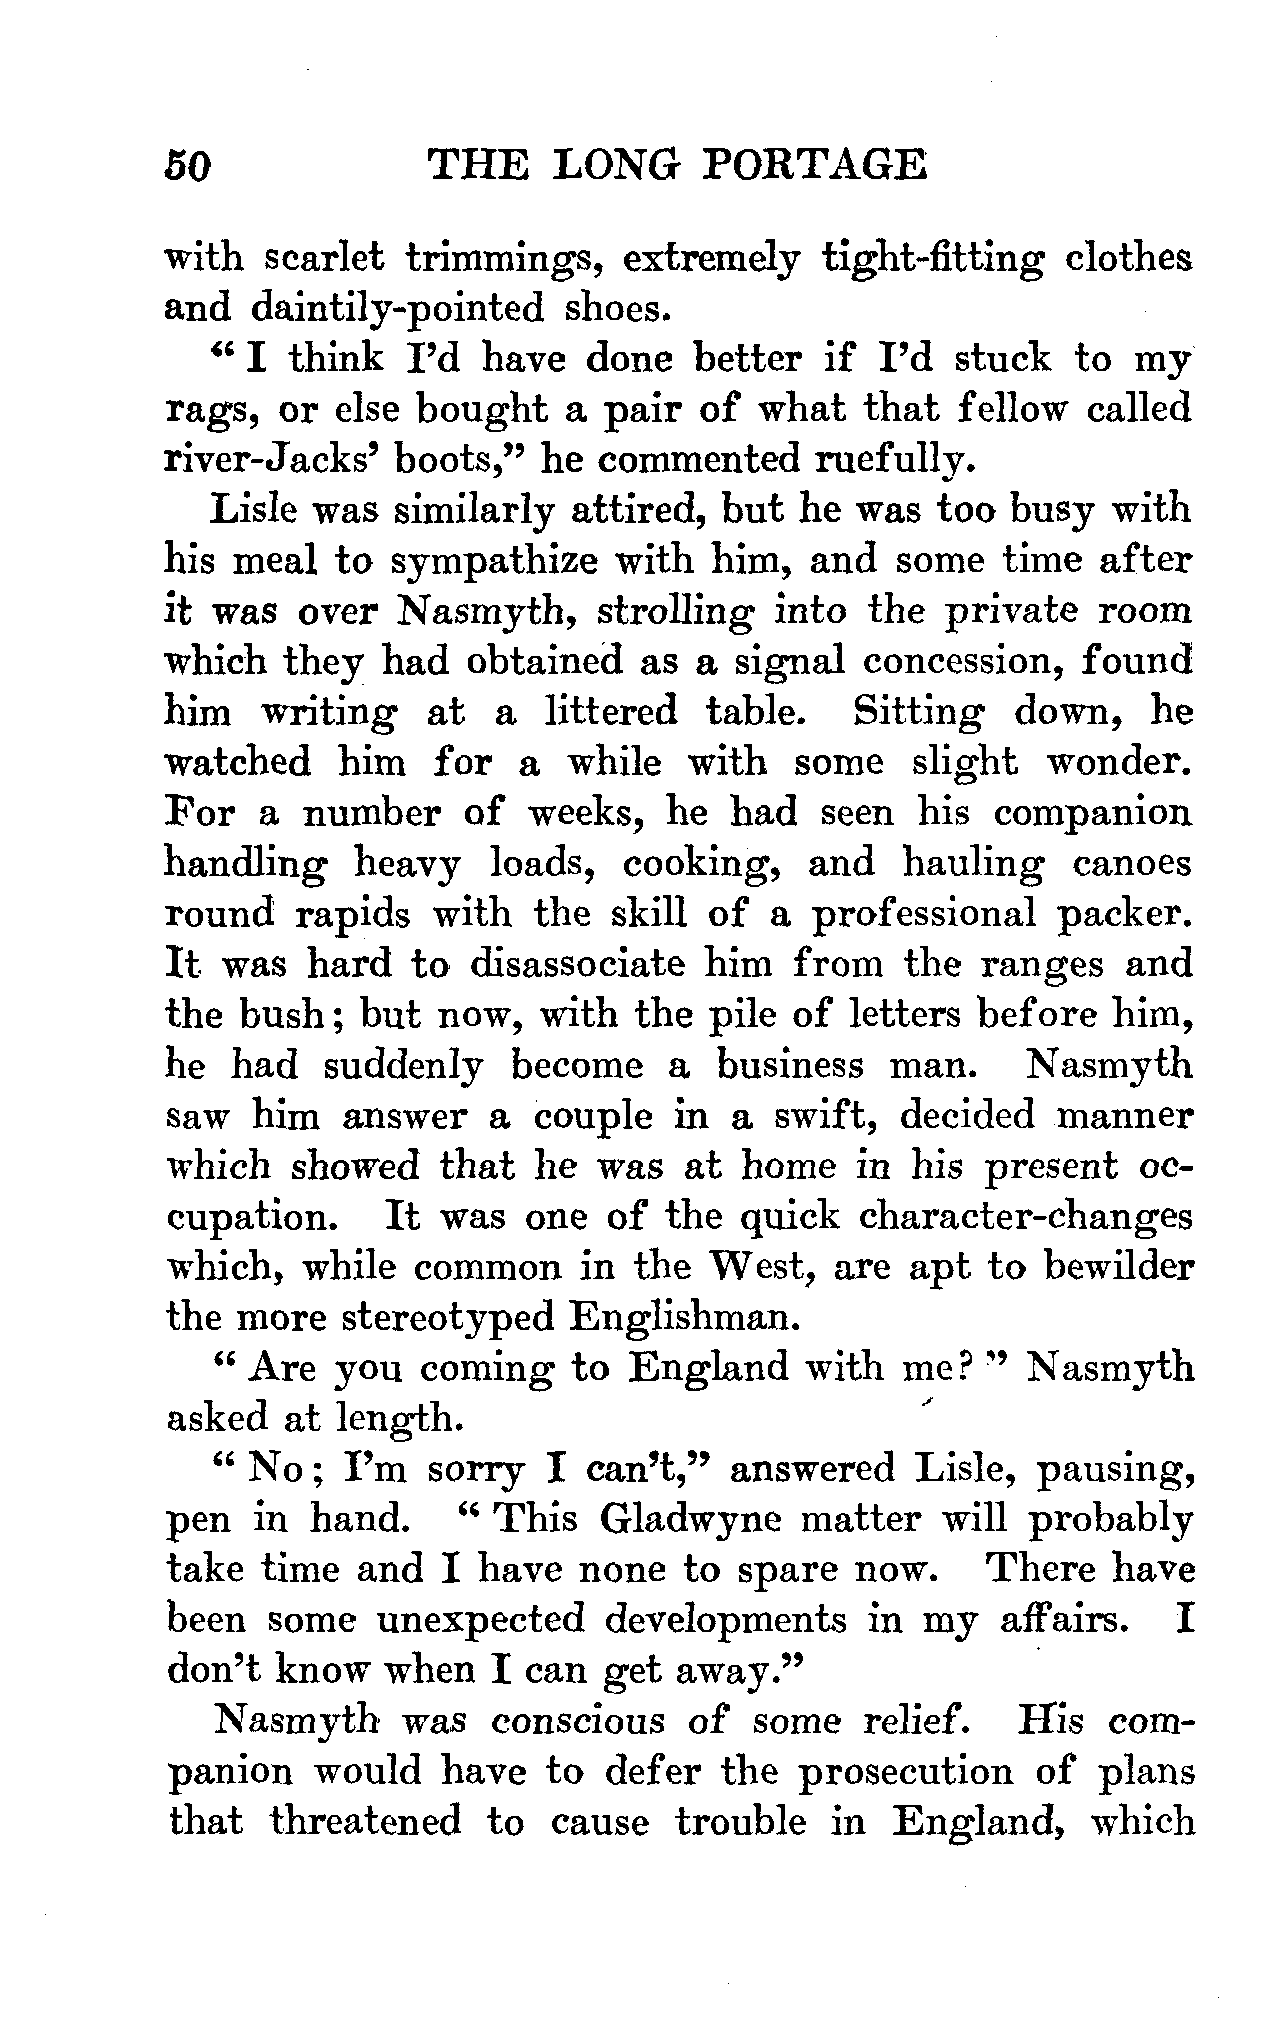 50 THE LONG PORTAGE
with scarlet trimmings, extremely tight-fitting clothes
and daintily-pointed shoes.
“ I think I’d have done better if I’d stuck to my
rags, or else bought a pair of what that fellow called
river-Jacks’ boots,” he commented ruefully.
Lisle was similarly attired, but he was too busy with
his meal to sympathize with him, and some time after
it was over Nasmyth, strolling into the private room
which they had obtained as a signal concession, found
him writing at a littered table. Sitting down, he
watched him for a while with some slight wonder.
For a number of weeks, he had seen his companion
handling heavy loads, cooking, and hauling canoes
round rapids with the skill of a professional packer.
It was hard to disassociate him from the ranges and
the bush ; but now, with the pile of letters before him,
he had suddenly become a business man. Nasmyth
saw him answer a couple in a swift, decided manner
which showed that he was at home in his present oc-
cupation. It was one of the quick character-changes
which, while common in the West, are apt to bewilder
the more stereotyped Englishman.
“ Are you coming to England with me? ” Nasmyth
asked at length.
“ No ; I’m sorry I can’t,” answered Lisle, pausing,
pen in hand. “ This Gladwyne matter will probably
take time and I have none to spare now. There have
been some unexpected developments in my affairs. I
don’t know when I can get away.”
Nasmyth was conscious of some relief. His com-
panion would have to defer the prosecution of plans
that threatened to cause trouble in England, which